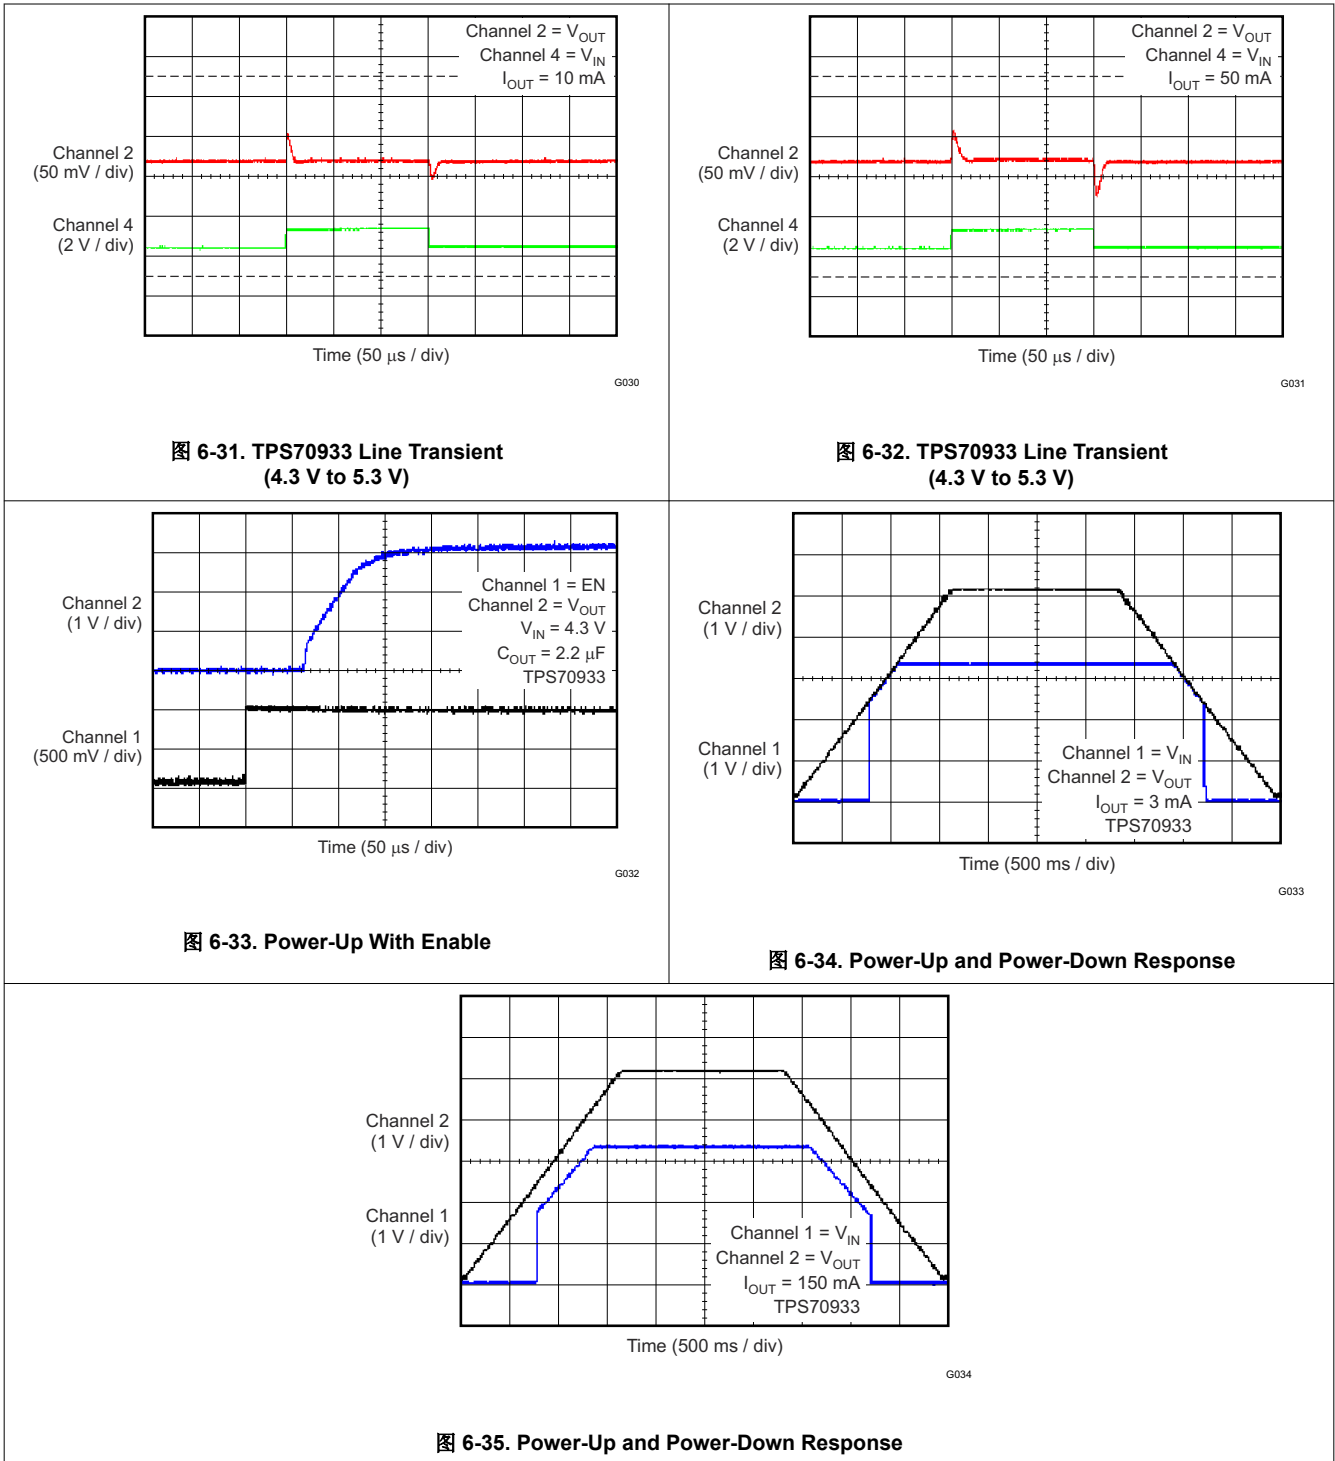 Channel 2 = VOUT
Channel 4 = VIN
IOUT = 10 mA
Channel 2
(50 mV / div)
Channel 4
(2 V / div)
Time (50 μs / div)
G030
图 6-31. TPS70933 Line Transient
(4.3 V to 5.3 V)
Channel 2 = VOUT
Channel 4 = VIN
IOUT = 50 mA
Channel 2
(50 mV / div)
Channel 4
(2 V / div)
Time (50 μs / div)
G031
图 6-32. TPS70933 Line Transient
(4.3 V to 5.3 V)
Channel 1 = EN
Channel 2 = VOUT
VIN = 4.3 V
COUT = 2.2 μF
TPS70933
Channel 2
(1 V / div)
Channel 1
(500 mV / div)
Time (50 μs / div)
G032
图 6-33. Power-Up With Enable
Channel 2
(1 V / div)
Channel 1
(1 V / div)
Channel 1 = VIN
Channel 2 = VOUT
IOUT = 3 mA
TPS70933
Time (500 ms / div)
G033
图 6-34. Power-Up and Power-Down Response
Channel 2
(1 V / div)
Channel 1
(1 V / div)
Channel 1 = VIN
Channel 2 = VOUT
IOUT = 150 mA
TPS70933
Time (500 ms / div)
G034
图 6-35. Power-Up and Power-Down Response